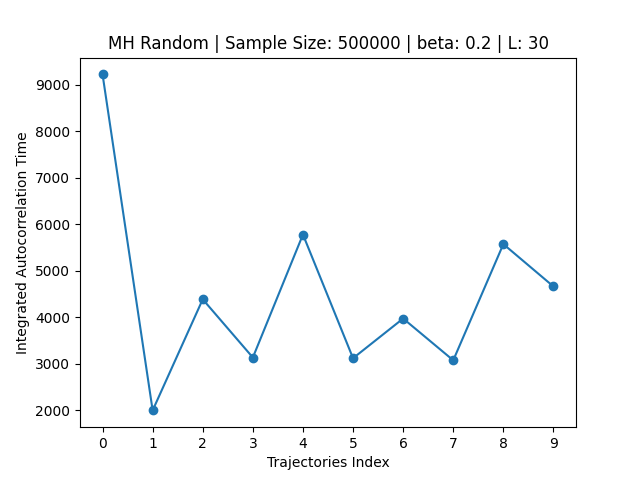 MH Random | Sample Size: 500000 | beta: 0.2 | L: 30
Integrated Autocorrelation Time
9000
8000
7000
6000
5000
4000
3000
2000
0 1 2 3 4 5 6 7 8 9
Trajectories Index